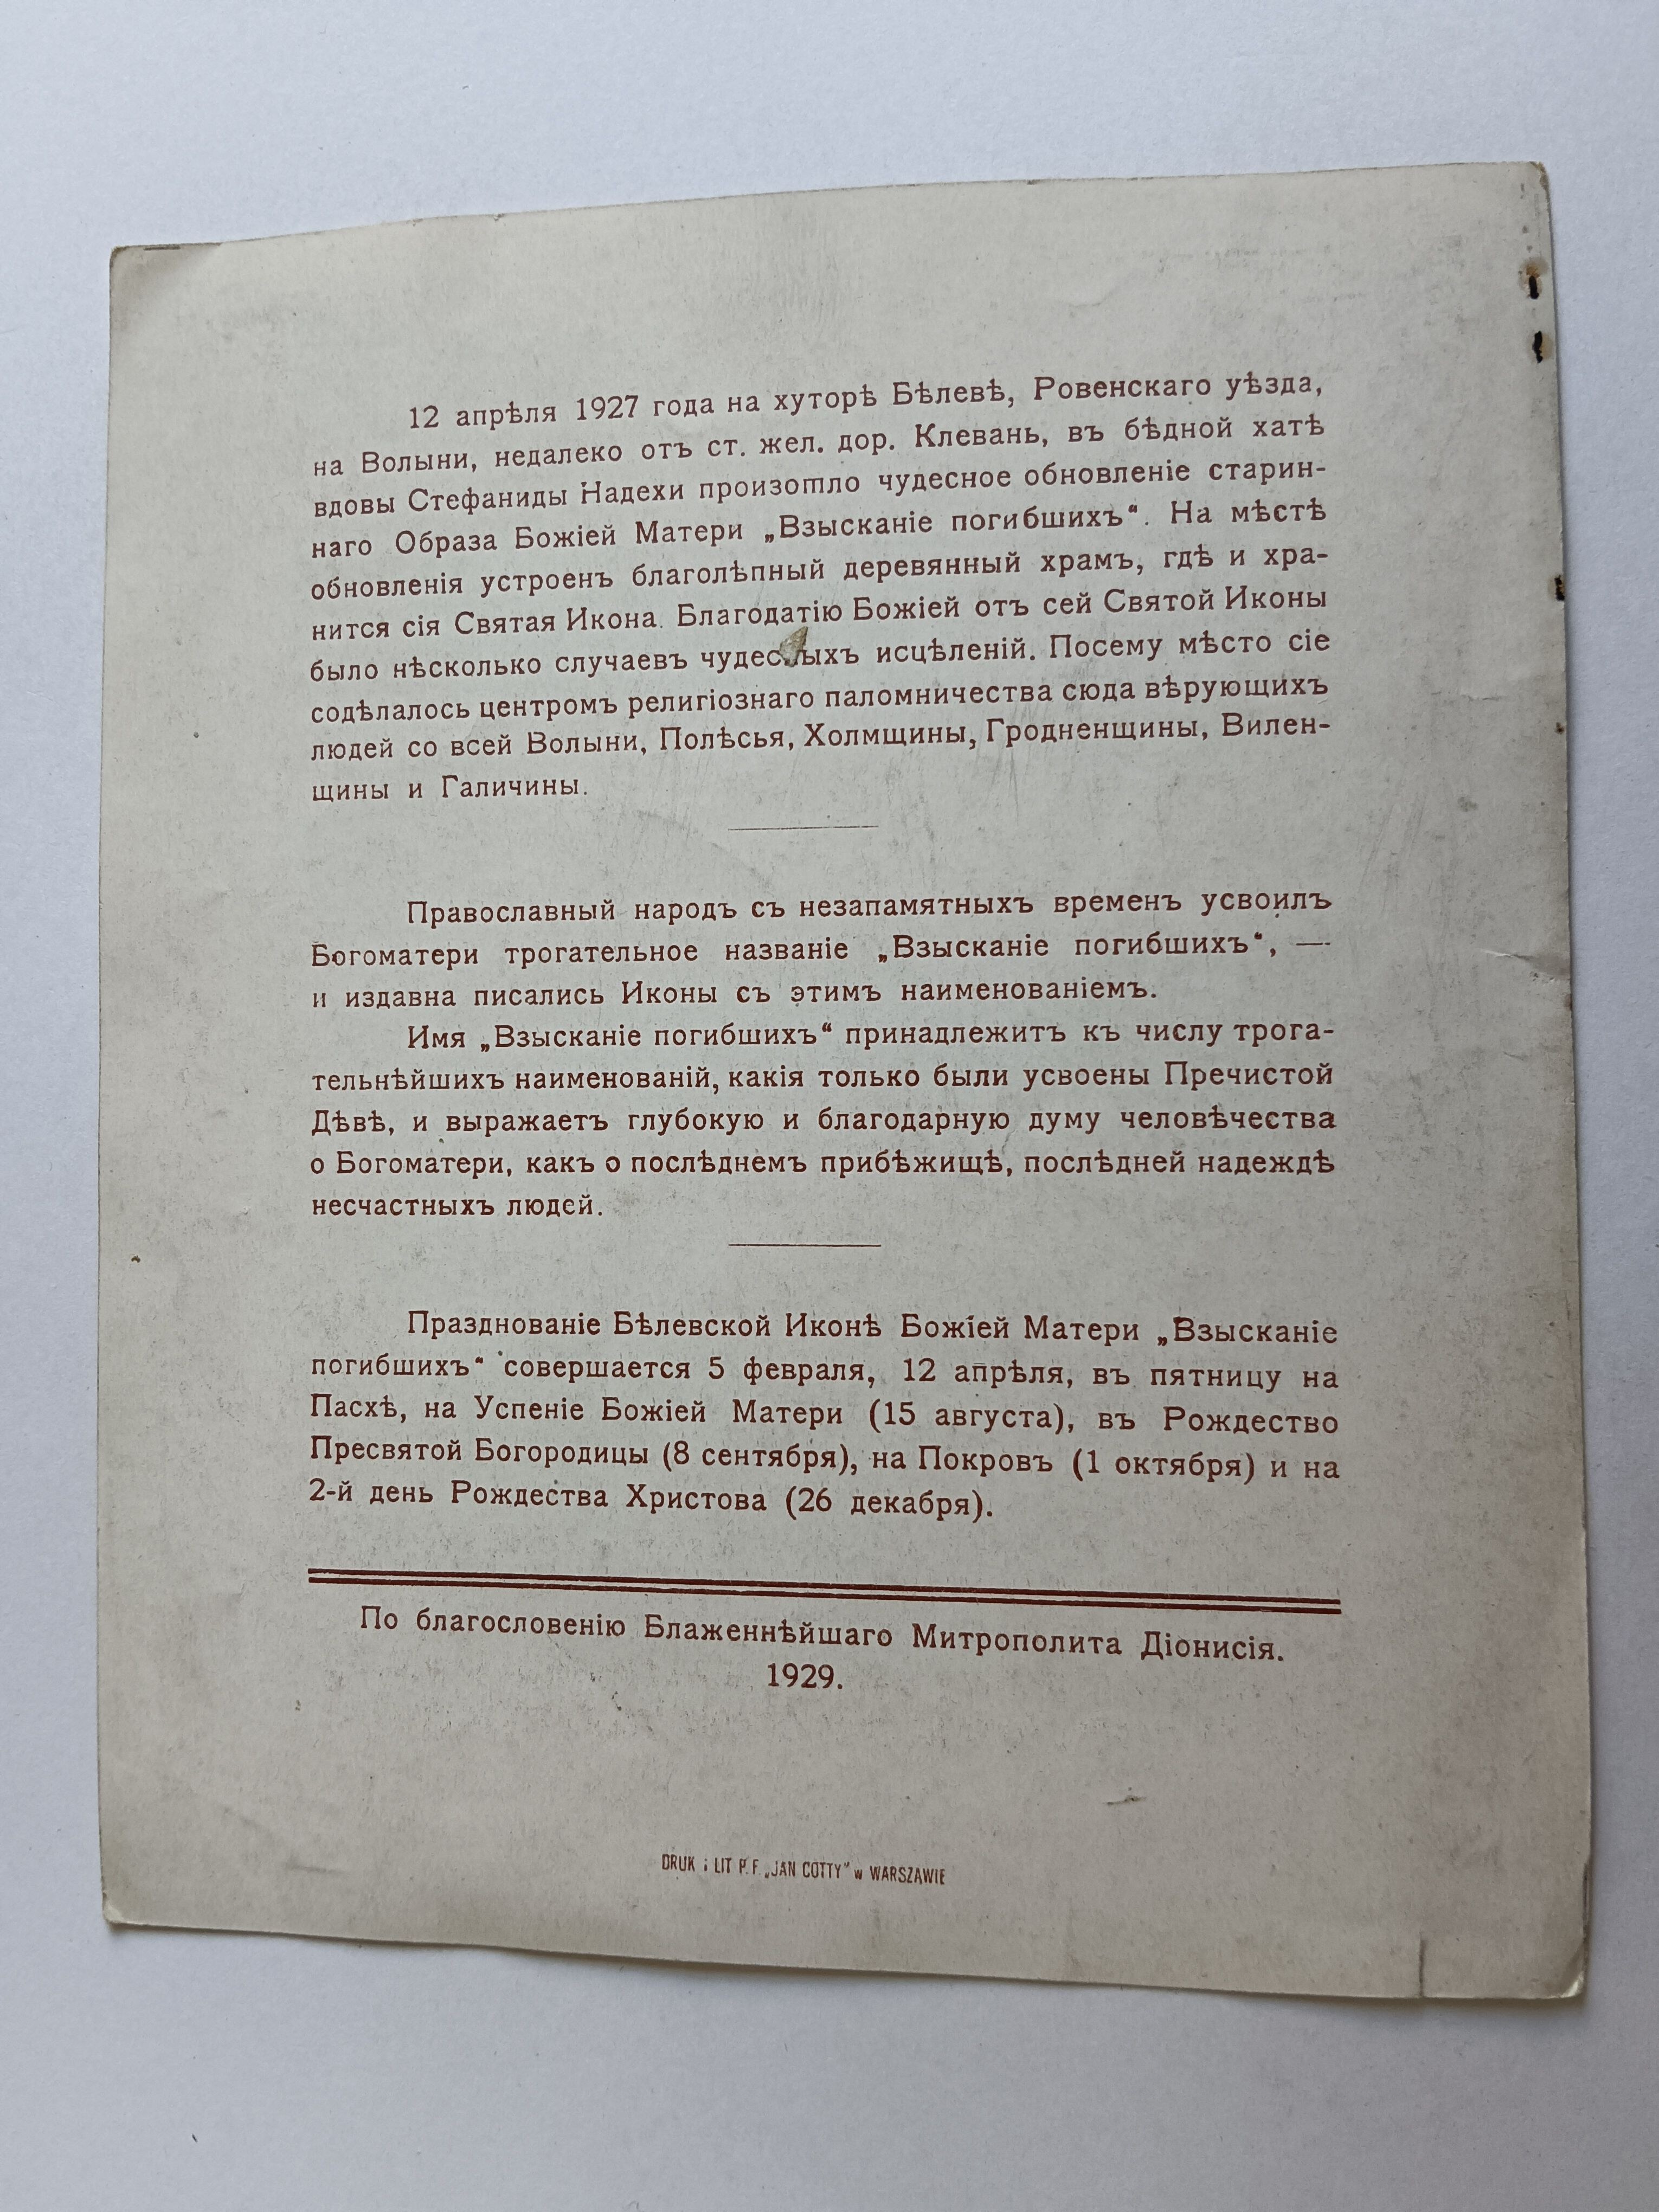 12 апрѣля 1927 года на хуторѣ Бѣлевѣ, Ровенскаго уѣзда,
на Волыни, недалеко отъ ст. жел. дор. Клевань, въ бѣдной хатѣ
вдовы Стефаниды Надехи произошло чудесное обновленіе старин-
наго Образа Божіей Матери „Взысканіе погибшихъ“. На мѣстѣ
обновленія устроенъ благолѣпный деревянный храмъ, гдѣ и хра-
нится сія Святая Икона. Благодатію Божіей отъ сей Святой Иконы
было нѣсколько случаевъ чудесныхъ исцѣленій. Посему мѣсто сіе
содѣлалось центромъ религіознаго паломничества сюда вѣрующихъ
людей со всей Волыни, Полѣсья, Холмщины, Гродненщины, Вилен-
щины и Галичины.
Православный народъ съ незапамятныхъ временъ усвоилъ
Богоматери трогательное названіе „Взысканіе погибшихъ“, —
и издавна писались Иконы съ этимъ наименованіемъ.
Имя „Взысканіе погибшихъ“ принадлежитъ къ числу трога-
тельнѣйшихъ наименованій, какія только были усвоены Пречистой
Дѣвѣ, и выражаетъ глубокую и благодарную думу человѣчества
о Богоматери, какъ о послѣднемъ прибѣжищѣ, послѣдней надеждѣ
несчастныхъ людей.
Празднованіе Бѣлевской Иконѣ Божіей Матери „Взысканіе
погибшихъ“ совершается 5 февраля, 12 апрѣля, въ пятницу на
Пасхѣ, на Успеніе Божіей Матери (15 августа), въ Рождество
Пресвятой Богородицы (8 сентября), на Покровъ (1 октября) и на
2-й день Рождества Христова (26 декабря).
По благословенію Блаженнѣйшаго Митрополита Діонисія.
1929.
DRUK i LIT P. F. „JAN COTTY” w WARSZAWIE